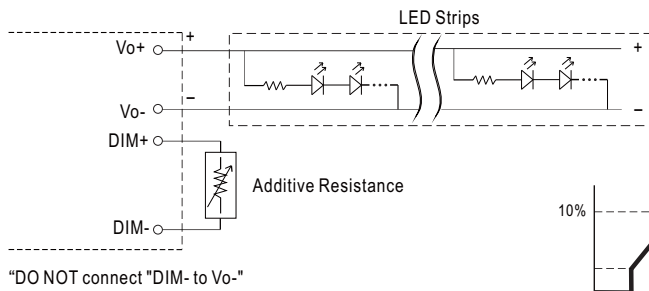 LED Strips
Vo+
+
+
Vo-
−
−
DIM+
Additive Resistance
DIM-
10%
“DO NOT connect "DIM- to Vo-"